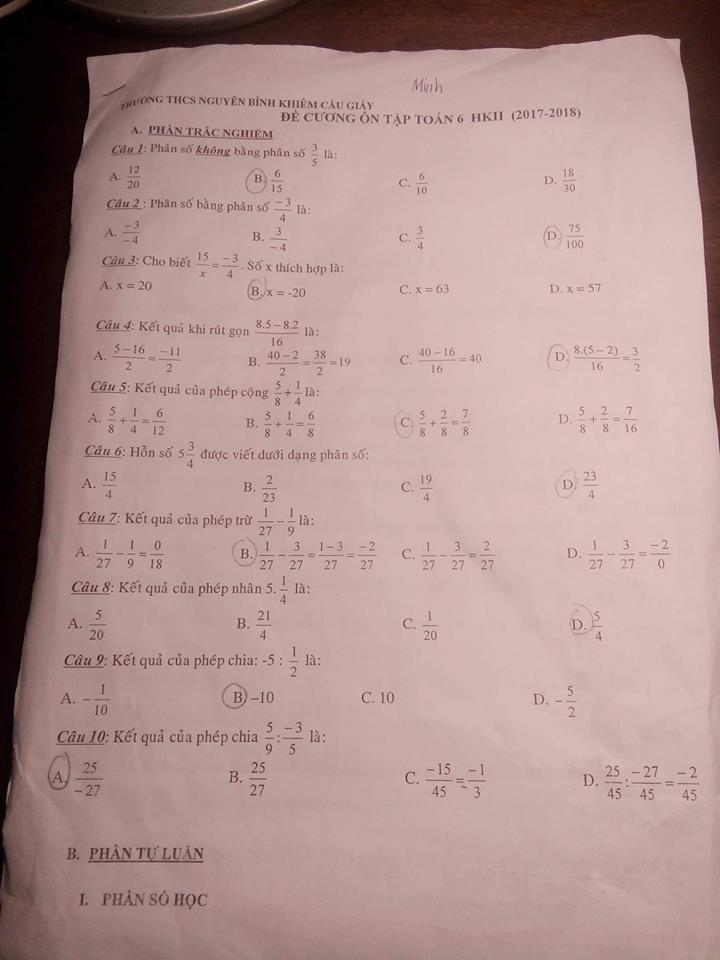 Minh
TRƯỜNG THCS NGUYỄN BỈNH KHIÊM CẦU GIẤY
ĐỀ CƯƠNG ÔN TẬP TOÁN 6 HKII (2017-2018)
A. PHẦN TRẮC NGHIỆM
Câu 1: Phân số không bằng phân số 3/5 là:
A. 12/20 B. 6/15 C. 6/10 D. 18/30
Câu 2 : Phân số bằng phân số -3/4 là:
A. -3/-4 B. 3/-4 C. 3/4 D. 75/100
Câu 3: Cho biết 15/x = -3/4 . Số x thích hợp là:
A. x = 20 B. x = -20 C. x = 63 D. x = 57
Câu 4: Kết quả khi rút gọn 8.5-8.2/16 là:
A. 5-16/2 = -11/2 B. 40-2/2 = 38/2 = 19 C. 40-16/16 = 40 D. 8.(5-2)/16 = 3/2
Câu 5: Kết quả của phép cộng 5/8 + 1/4 là:
A. 5/8 + 1/4 = 6/12 B. 5/8 + 1/4 = 6/8 C. 5/8 + 2/8 = 7/8 D. 5/8 + 2/8 = 7/16
Câu 6: Hỗn số 5 3/4 được viết dưới dạng phân số:
A. 15/4 B. 2/23 C. 19/4 D. 23/4
Câu 7: Kết quả của phép trừ 1/27 - 1/9 là:
A. 1/27 - 1/9 = 0/18 B. 1/27 - 3/27 = 1-3/27 = -2/27 C. 1/27 - 3/27 = 2/27 D. 1/27 - 3/27 = -2/0
Câu 8: Kết quả của phép nhân 5. 1/4 là:
A. 5/20 B. 21/4 C. 1/20 D. 5/4
Câu 9: Kết quả của phép chia: -5 : 1/2 là:
A. - 1/10 B. -10 C. 10 D. - 5/2
Câu 10: Kết quả của phép chia 5/9 : -3/5 là:
A. 25/-27 B. 25/27 C. -15/45 = -1/3 D. 25/45 : -27/45 = -2/45
B. PHẦN TỰ LUẬN
I. PHẦN SỐ HỌC